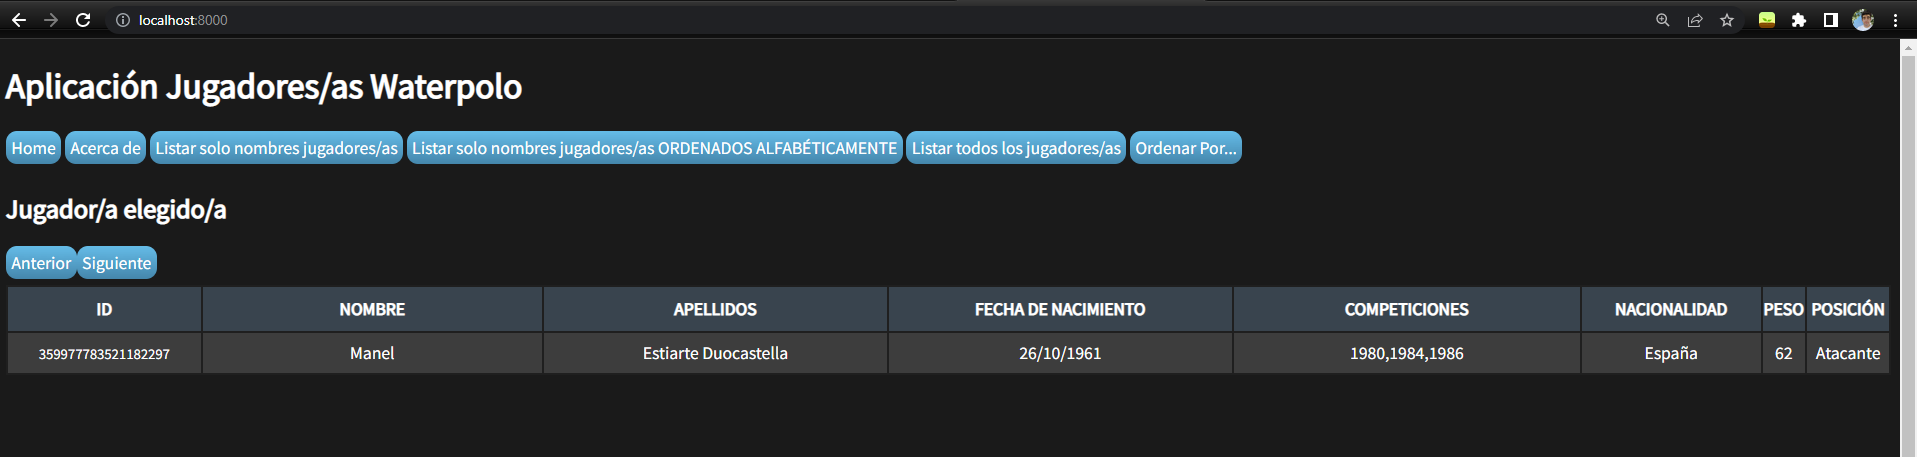 localhost:8000
Aplicación Jugadores/as Waterpolo
Home Acerca de Listar solo nombres jugadores/as Listar solo nombres jugadores/as ORDENADOS ALFABÉTICAMENTE Listar todos los jugadores/as Ordenar Por...
Jugador/a elegido/a
Anterior Siguiente
ID NOMBRE APELLIDOS FECHA DE NACIMIENTO COMPETICIONES NACIONALIDAD PESO POSICIÓN
359977783521182297 Manel Estiarte Duocastella 26/10/1961 1980,1984,1986 España 62 Atacante